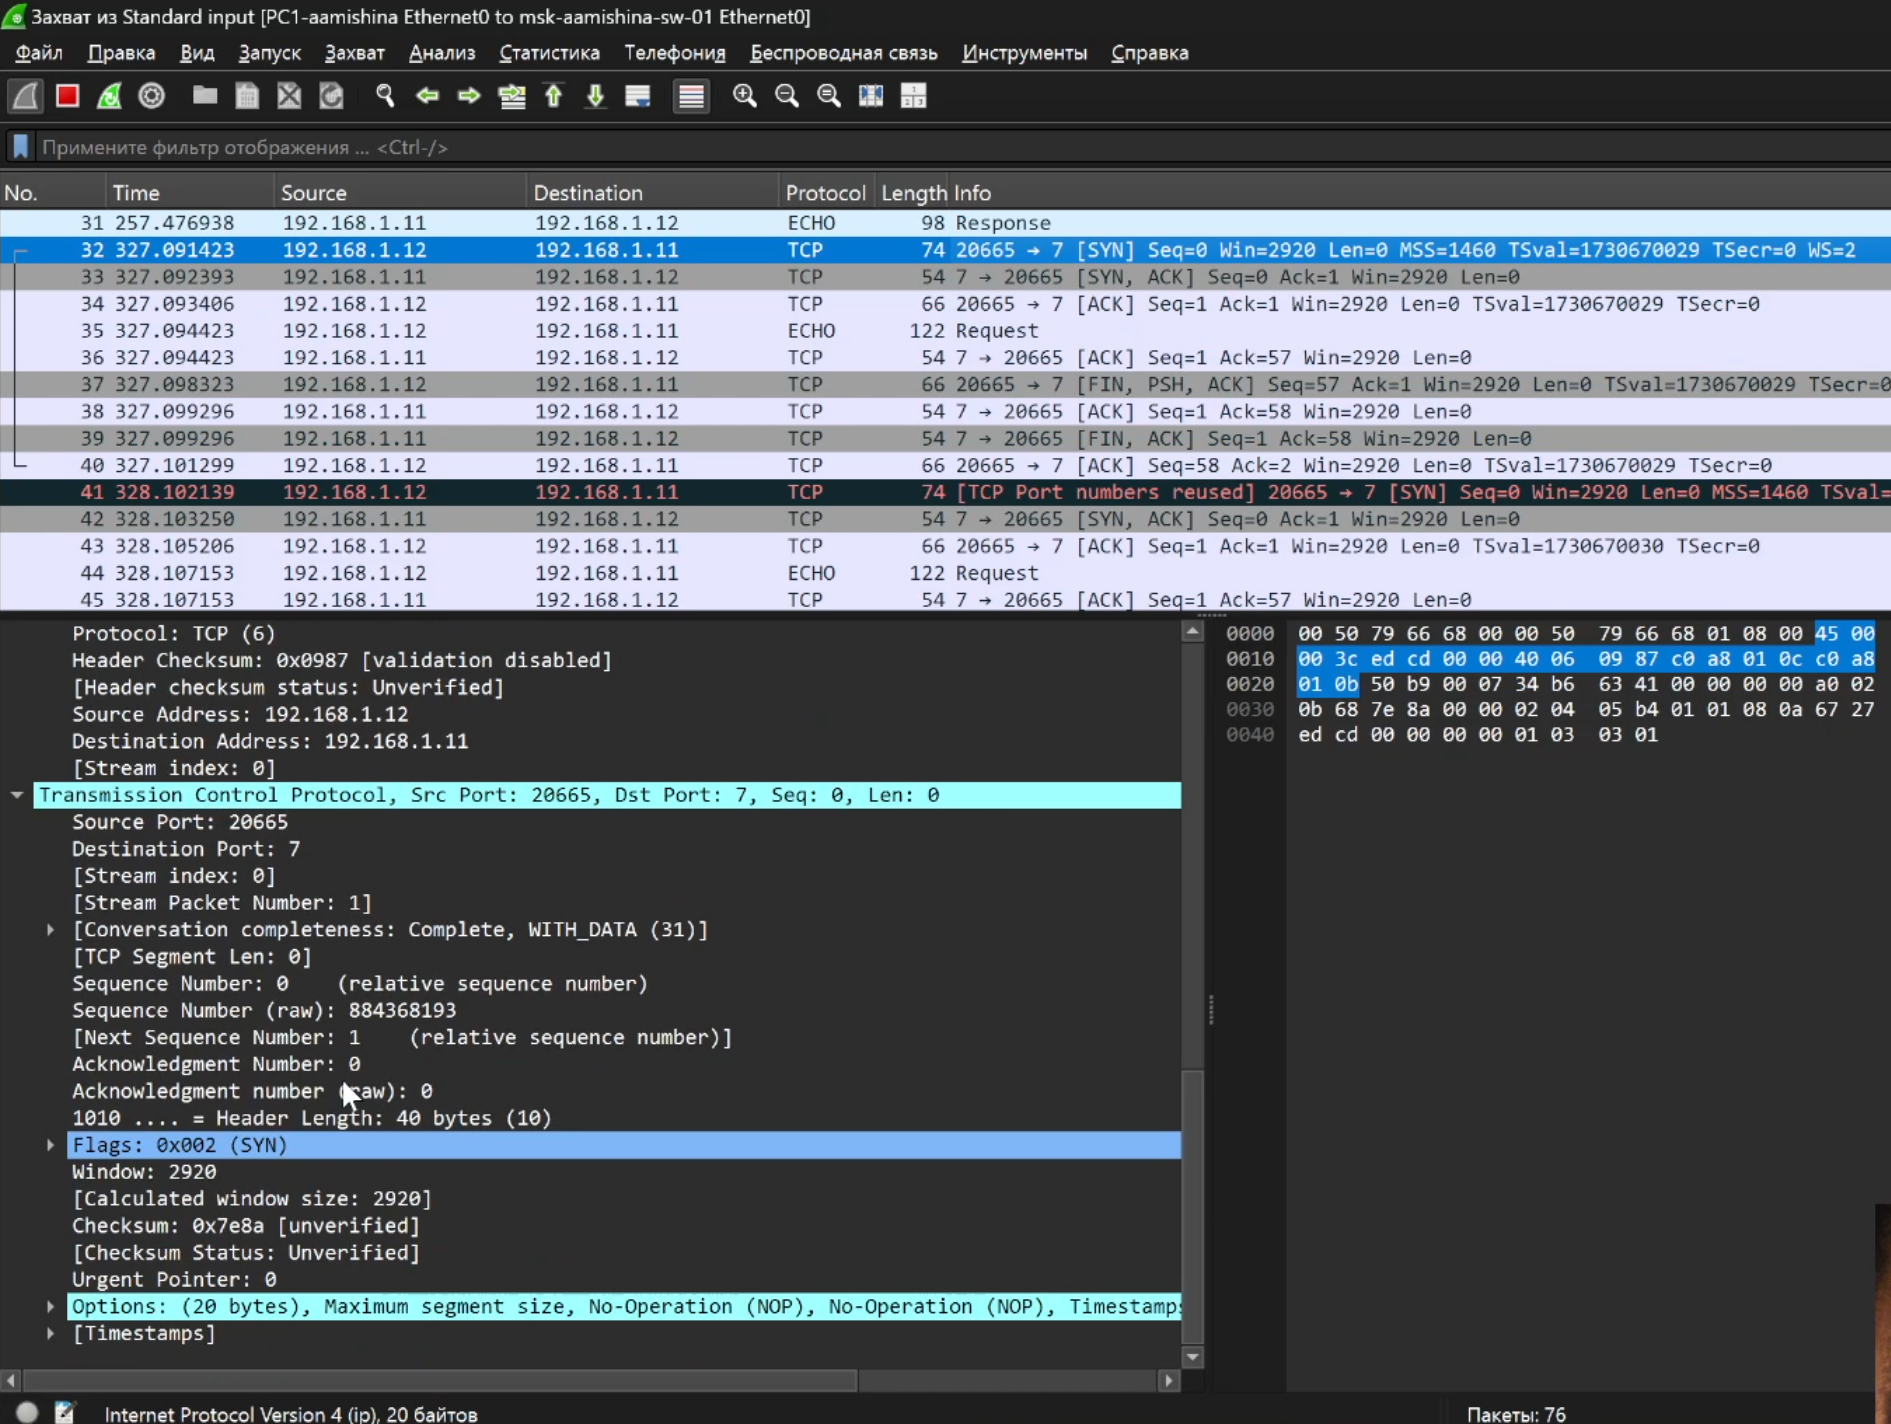 Захват из Standard input [PC1-aamishina Ethernet0 to msk-aamishina-sw-01 Ethernet0]
Файл Правка Вид Запуск Захват Анализ Статистика Телефония Беспроводная связь Инструменты Справка
Примените фильтр отображения ... <Ctrl-/>
No. Time Source Destination Protocol Length Info
31 257.476938 192.168.1.11 192.168.1.12 ECHO 98 Response
32 327.091423 192.168.1.12 192.168.1.11 TCP 74 20665 → 7 [SYN] Seq=0 Win=2920 Len=0 MSS=1460 TSval=1730670029 TSecr=0 WS=2
33 327.092393 192.168.1.11 192.168.1.12 TCP 54 7 → 20665 [SYN, ACK] Seq=0 Ack=1 Win=2920 Len=0
34 327.093406 192.168.1.12 192.168.1.11 TCP 66 20665 → 7 [ACK] Seq=1 Ack=1 Win=2920 Len=0 TSval=1730670029 TSecr=0
35 327.094423 192.168.1.12 192.168.1.11 ECHO 122 Request
36 327.094423 192.168.1.11 192.168.1.12 TCP 54 7 → 20665 [ACK] Seq=1 Ack=57 Win=2920 Len=0
37 327.098323 192.168.1.12 192.168.1.11 TCP 66 20665 → 7 [FIN, PSH, ACK] Seq=57 Ack=1 Win=2920 Len=0 TSval=1730670029 TSecr=0
38 327.099296 192.168.1.11 192.168.1.12 TCP 54 7 → 20665 [ACK] Seq=1 Ack=58 Win=2920 Len=0
39 327.099296 192.168.1.11 192.168.1.12 TCP 54 7 → 20665 [FIN, ACK] Seq=1 Ack=58 Win=2920 Len=0
40 327.101299 192.168.1.12 192.168.1.11 TCP 66 20665 → 7 [ACK] Seq=58 Ack=2 Win=2920 Len=0 TSval=1730670029 TSecr=0
41 328.102139 192.168.1.12 192.168.1.11 TCP 74 [TCP Port numbers reused] 20665 → 7 [SYN] Seq=0 Win=2920 Len=0 MSS=1460 TSval=
42 328.103250 192.168.1.11 192.168.1.12 TCP 54 7 → 20665 [SYN, ACK] Seq=0 Ack=1 Win=2920 Len=0
43 328.105206 192.168.1.12 192.168.1.11 TCP 66 20665 → 7 [ACK] Seq=1 Ack=1 Win=2920 Len=0 TSval=1730670030 TSecr=0
44 328.107153 192.168.1.12 192.168.1.11 ECHO 122 Request
45 328.107153 192.168.1.11 192.168.1.12 TCP 54 7 → 20665 [ACK] Seq=1 Ack=57 Win=2920 Len=0
Protocol: TCP (6)
Header Checksum: 0x0987 [validation disabled]
[Header checksum status: Unverified]
Source Address: 192.168.1.12
Destination Address: 192.168.1.11
[Stream index: 0]
Transmission Control Protocol, Src Port: 20665, Dst Port: 7, Seq: 0, Len: 0
Source Port: 20665
Destination Port: 7
[Stream index: 0]
[Stream Packet Number: 1]
[Conversation completeness: Complete, WITH_DATA (31)]
[TCP Segment Len: 0]
Sequence Number: 0 (relative sequence number)
Sequence Number (raw): 884368193
[Next Sequence Number: 1 (relative sequence number)]
Acknowledgment Number: 0
Acknowledgment number (raw): 0
1010 .... = Header Length: 40 bytes (10)
Flags: 0x002 (SYN)
Window: 2920
[Calculated window size: 2920]
Checksum: 0x7e8a [unverified]
[Checksum Status: Unverified]
Urgent Pointer: 0
Options: (20 bytes), Maximum segment size, No-Operation (NOP), No-Operation (NOP), Timestamps
[Timestamps]
0000 00 50 79 66 68 00 00 50 79 66 68 01 08 00 45 00
0010 00 3c ed cd 00 00 40 06 09 87 c0 a8 01 0c c0 a8
0020 01 0b 50 b9 00 07 34 b6 63 41 00 00 00 00 a0 02
0030 0b 68 7e 8a 00 00 02 04 05 b4 01 01 08 0a 67 27
0040 ed cd 00 00 00 00 01 03 03 01
Internet Protocol Version 4 (ip), 20 байтов
Пакеты: 76